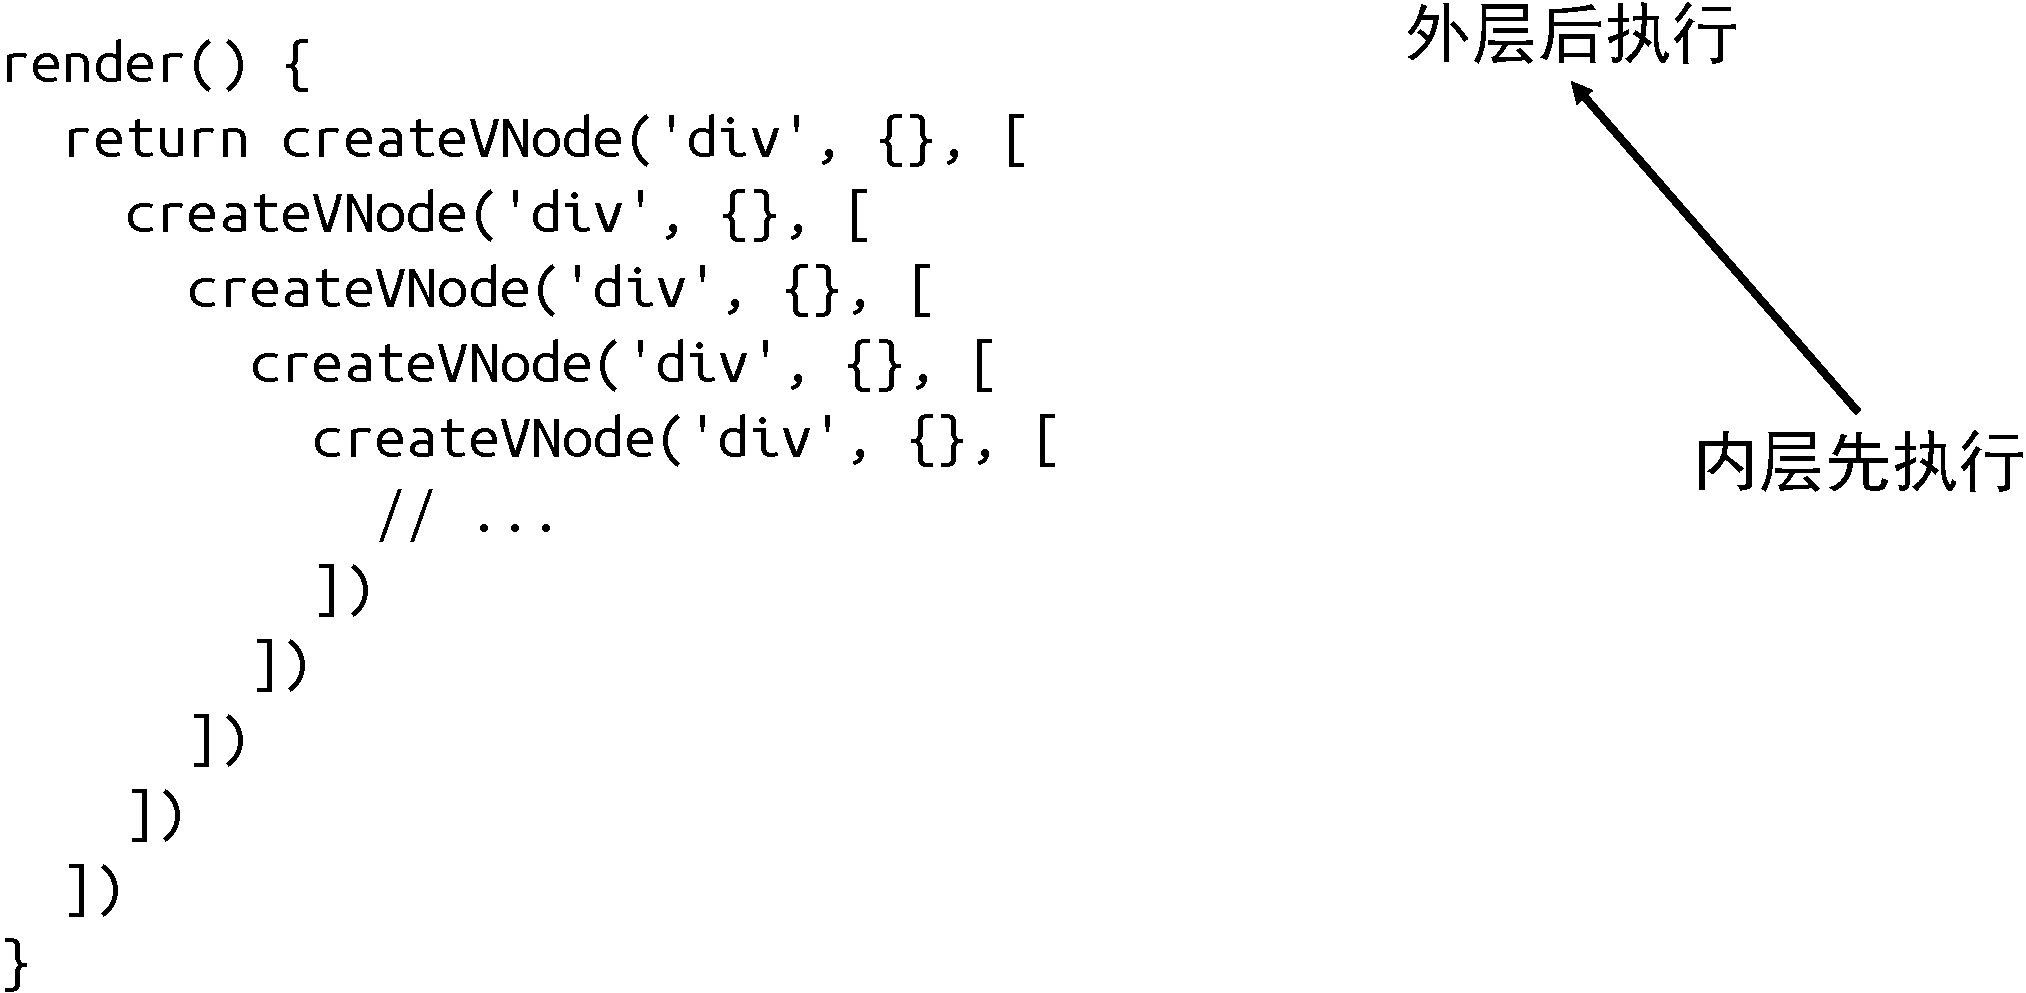 外层后执行
render() {
  return createVNode('div', {}, [
    createVNode('div', {}, [
      createVNode('div', {}, [
        createVNode('div', {}, [
          createVNode('div', {}, [
内层先执行
            // ...
          ])
        ])
      ])
    ])
  ])
}